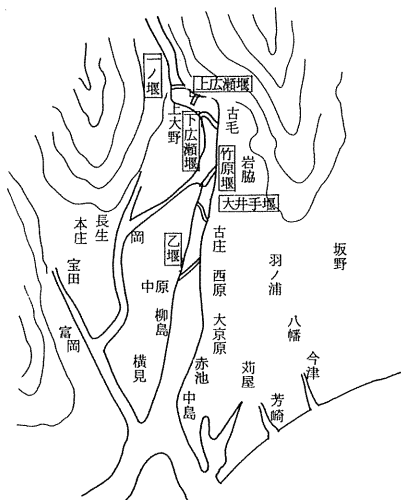 一ノ堰
上広瀬堰
上大野
下広瀬堰
古毛
竹原堰
岩脇
大井手堰
長生
本庄
岡
乙堰
古庄
宝田
中原
西原
羽ノ浦
坂野
富岡
柳島
大京原
八幡
横見
赤池
苅屋
今津
中島
芳崎